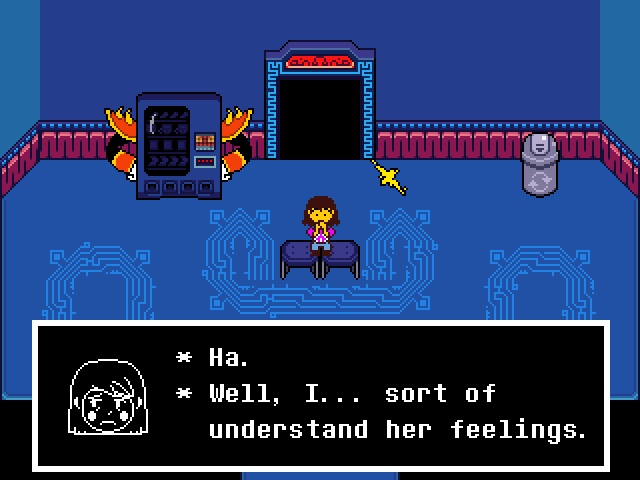 * Ha.
* Well, I... sort of
understand her feelings.